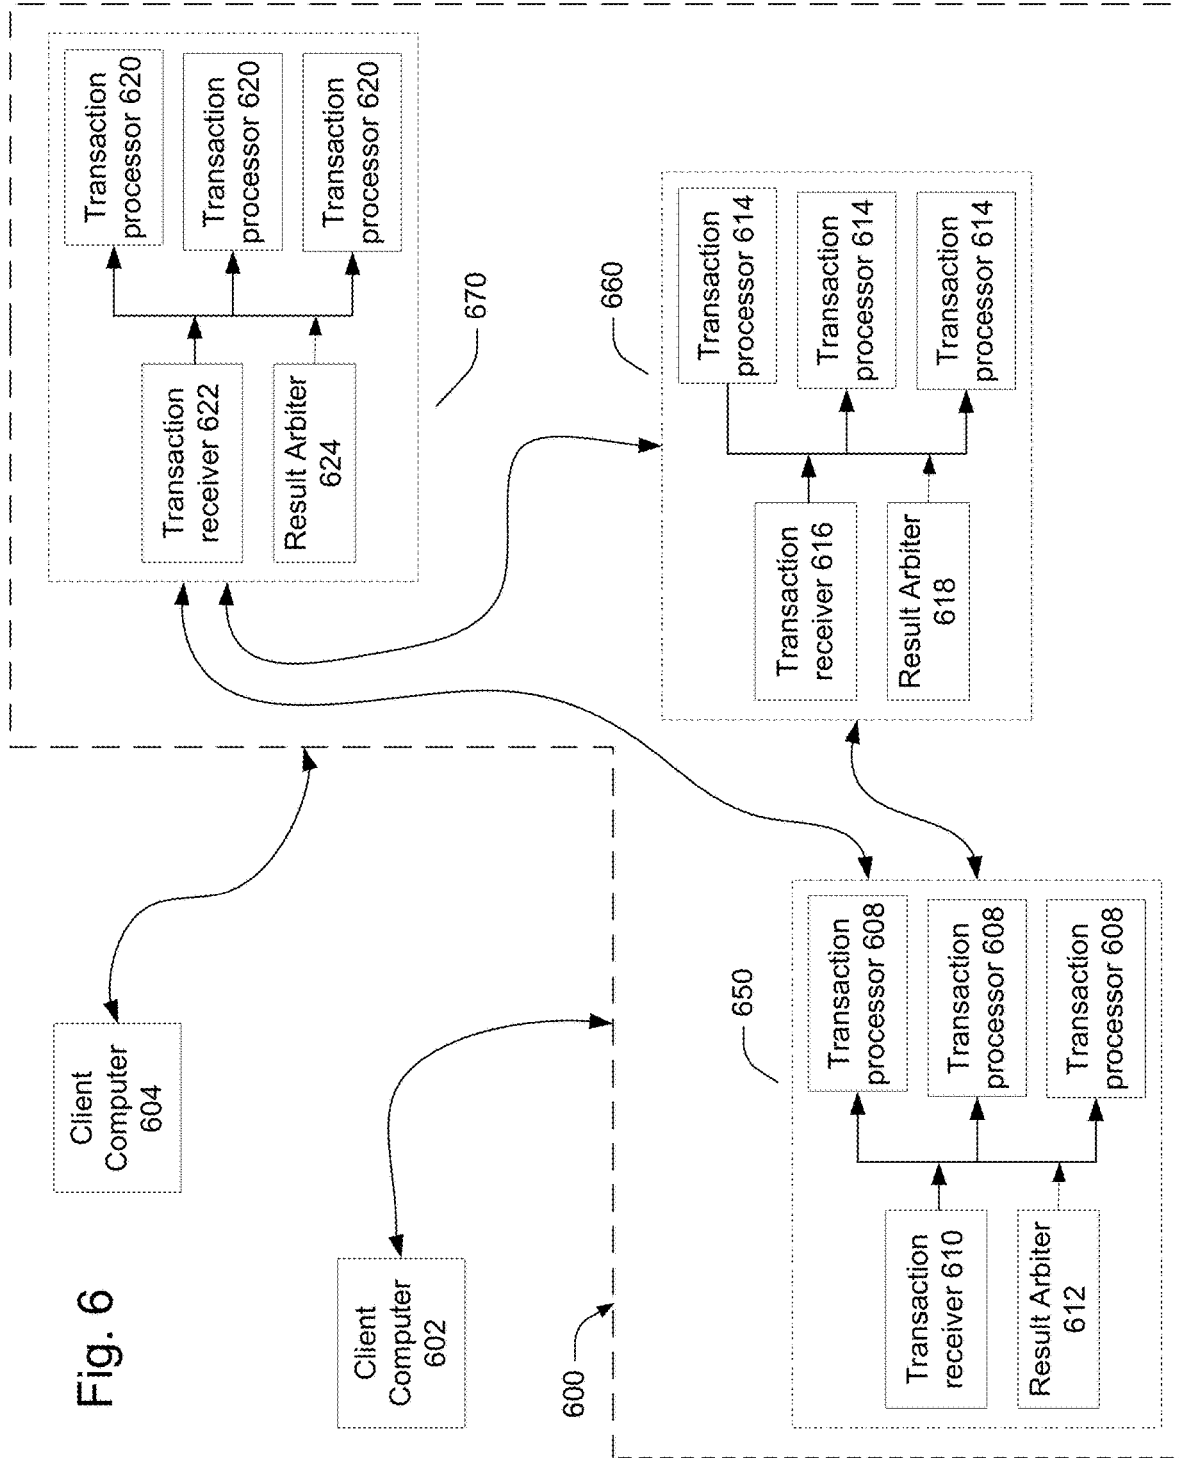 Fig. 6
Client
Computer
602
Client
Computer
604
600
650
Transaction
receiver 610
Result Arbiter
612
Transaction
processor 608
Transaction
processor 608
Transaction
processor 608
660
Transaction
receiver 616
Result Arbiter
618
Transaction
processor 614
Transaction
processor 614
Transaction
processor 614
670
Transaction
receiver 622
Result Arbiter
624
Transaction
processor 620
Transaction
processor 620
Transaction
processor 620